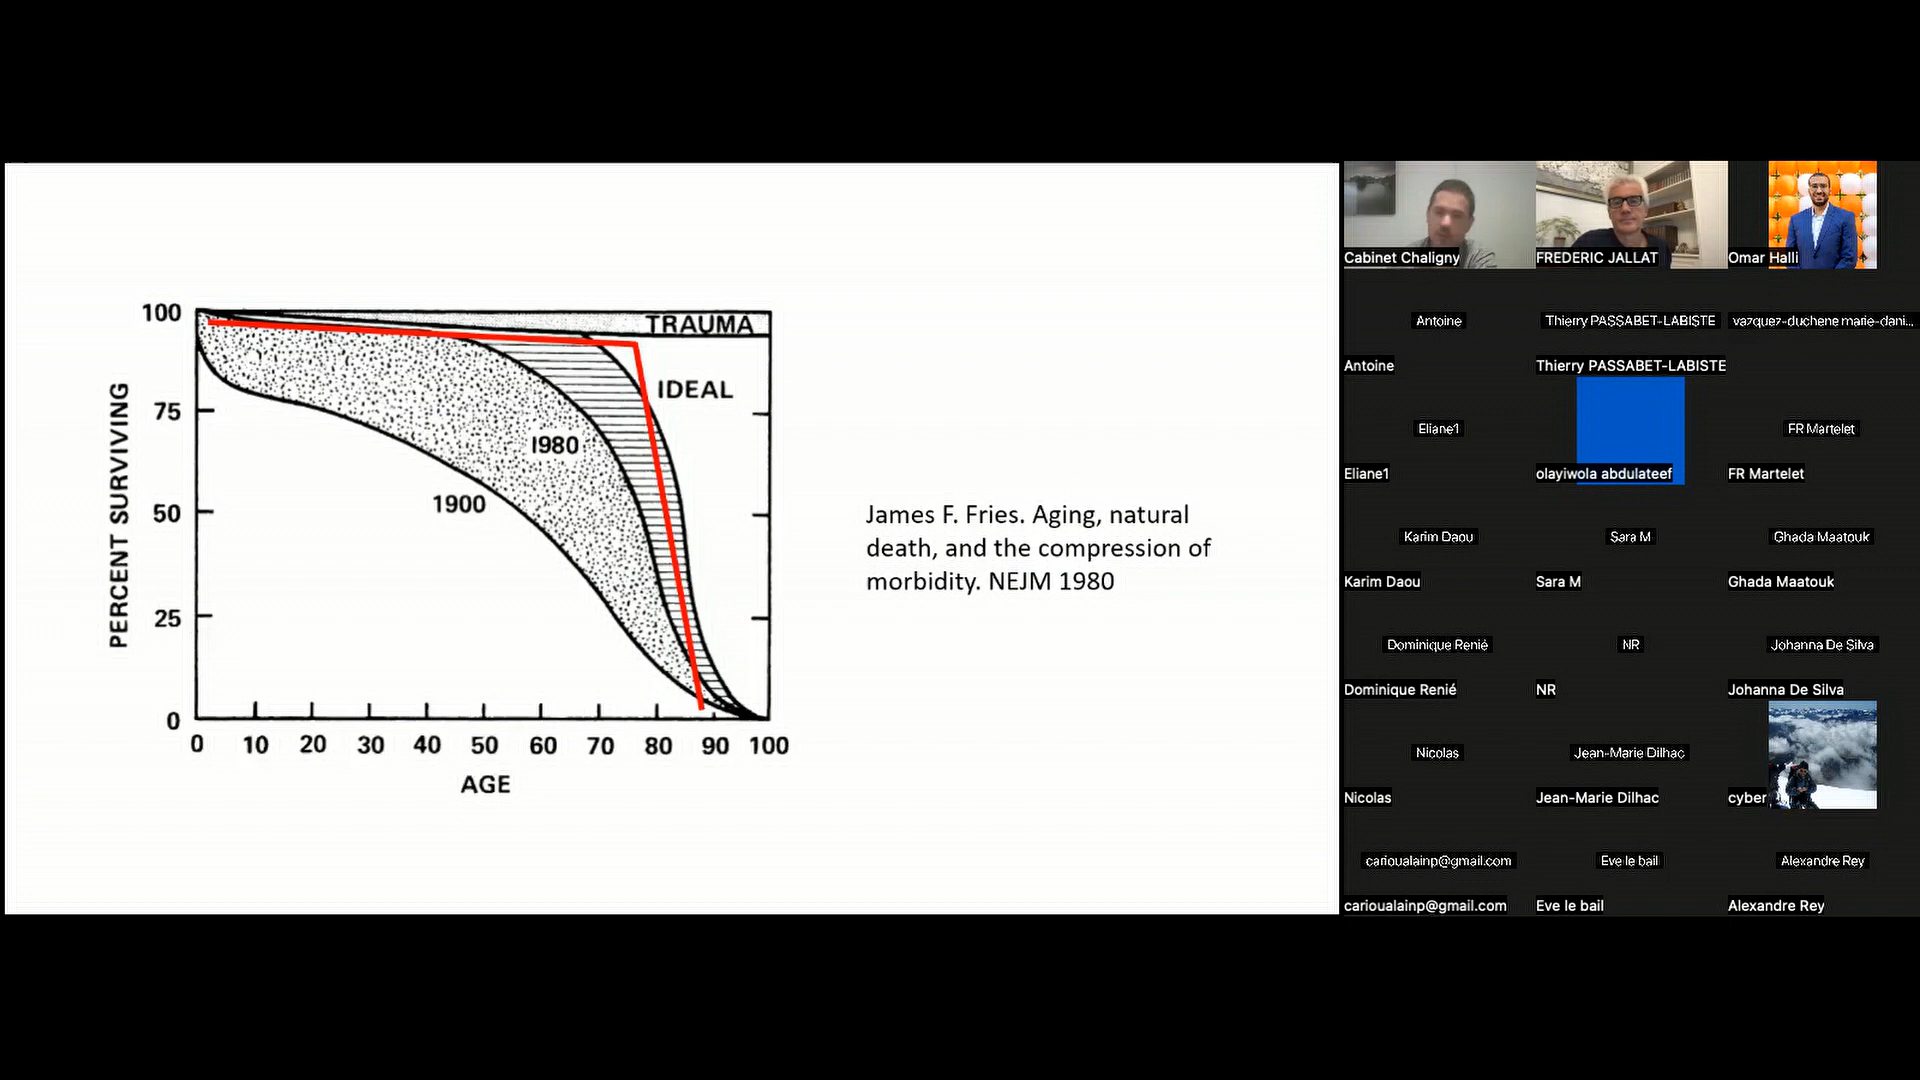 100
75
50
25
0
PERCENT SURVIVING
0 10 20 30 40 50 60 70 80 90 100
AGE
TRAUMA
IDEAL
1980
1900
James F. Fries. Aging, natural
death, and the compression of
morbidity. NEJM 1980
Cabinet Chaligny
FREDERIC JALLAT
Omar Halli
Antoine
Thierry PASSABET-LABISTE
vazquez-duchene marie-dani...
Antoine
Thierry PASSABET-LABISTE
Eliane1
FR Martelet
Eliane1
olayiwola abdulateef
FR Martelet
Karim Daou
Sara M
Ghada Maatouk
Karim Daou
Sara M
Ghada Maatouk
Dominique Renié
NR
Johanna De Silva
Dominique Renié
NR
Johanna De Silva
Nicolas
Jean-Marie Dilhac
Nicolas
Jean-Marie Dilhac
cyber
carioualainp@gmail.com
Eve le bail
Alexandre Rey
carioualainp@gmail.com
Eve le bail
Alexandre Rey